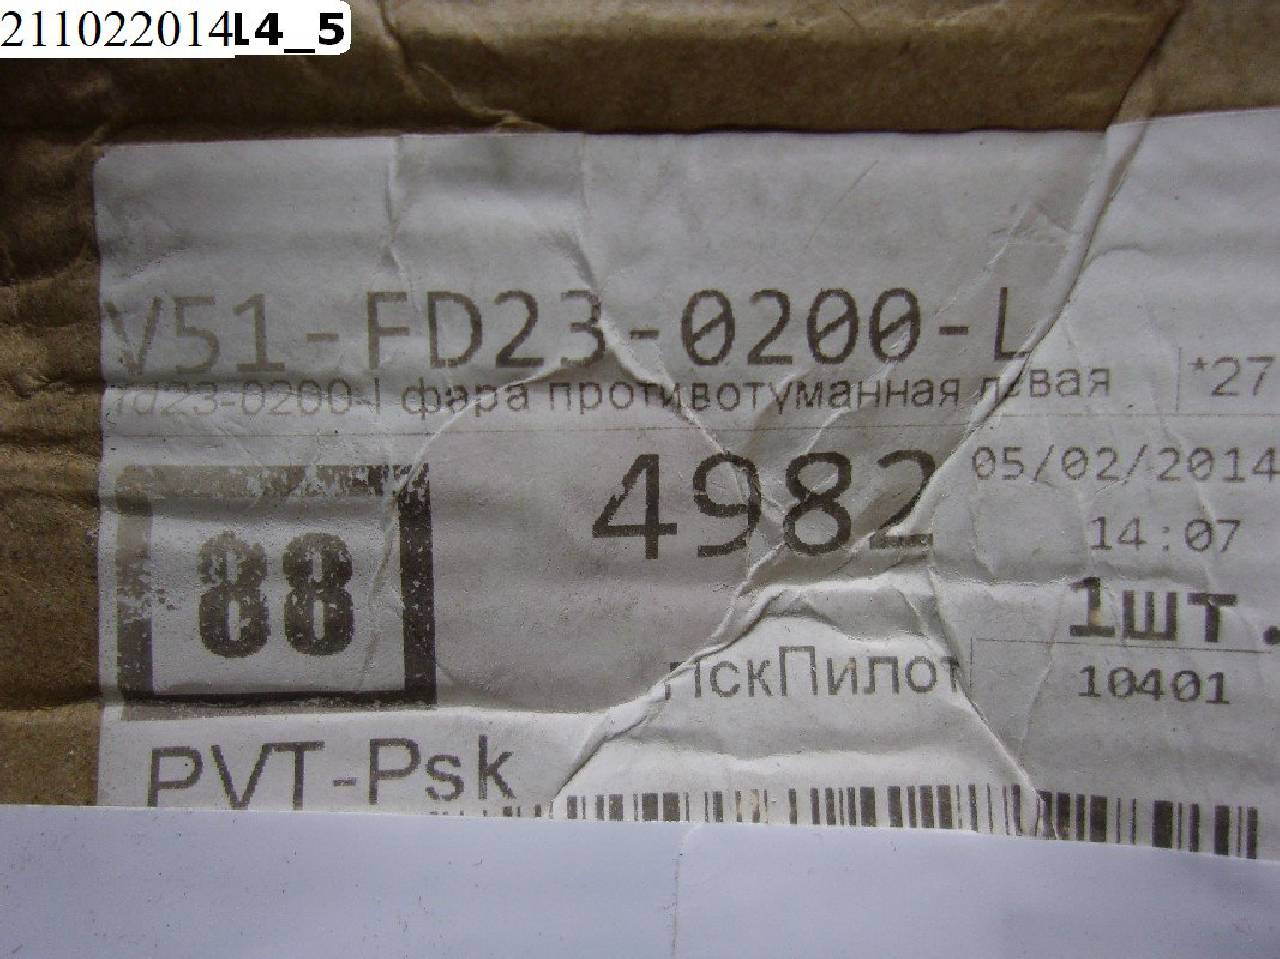 21102201414_5
V51-FD23-0200-L
fd23-0200-l фара противотуманная левая *27
4982 05/02/2014
14:07
88
1шт.
ПскПилот 10401
PVT-Psk